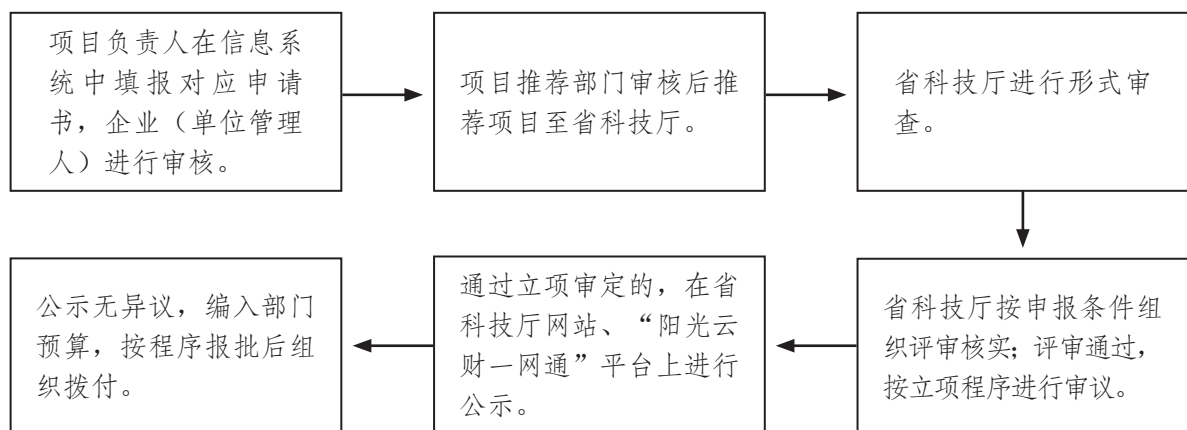 项目负责人在信息系
统中填报对应申请
书，企业（单位管理
人）进行审核。
项目推荐部门审核后推
荐项目至省科技厅。
省科技厅进行形式审
查。
省科技厅按申报条件组
织评审核实；评审通过，
按立项程序进行审议。
通过立项审定的，在省
科技厅网站、“阳光云
财一网通”平台上进行
公示。
公示无异议，编入部门
预算，按程序报批后组
织拨付。